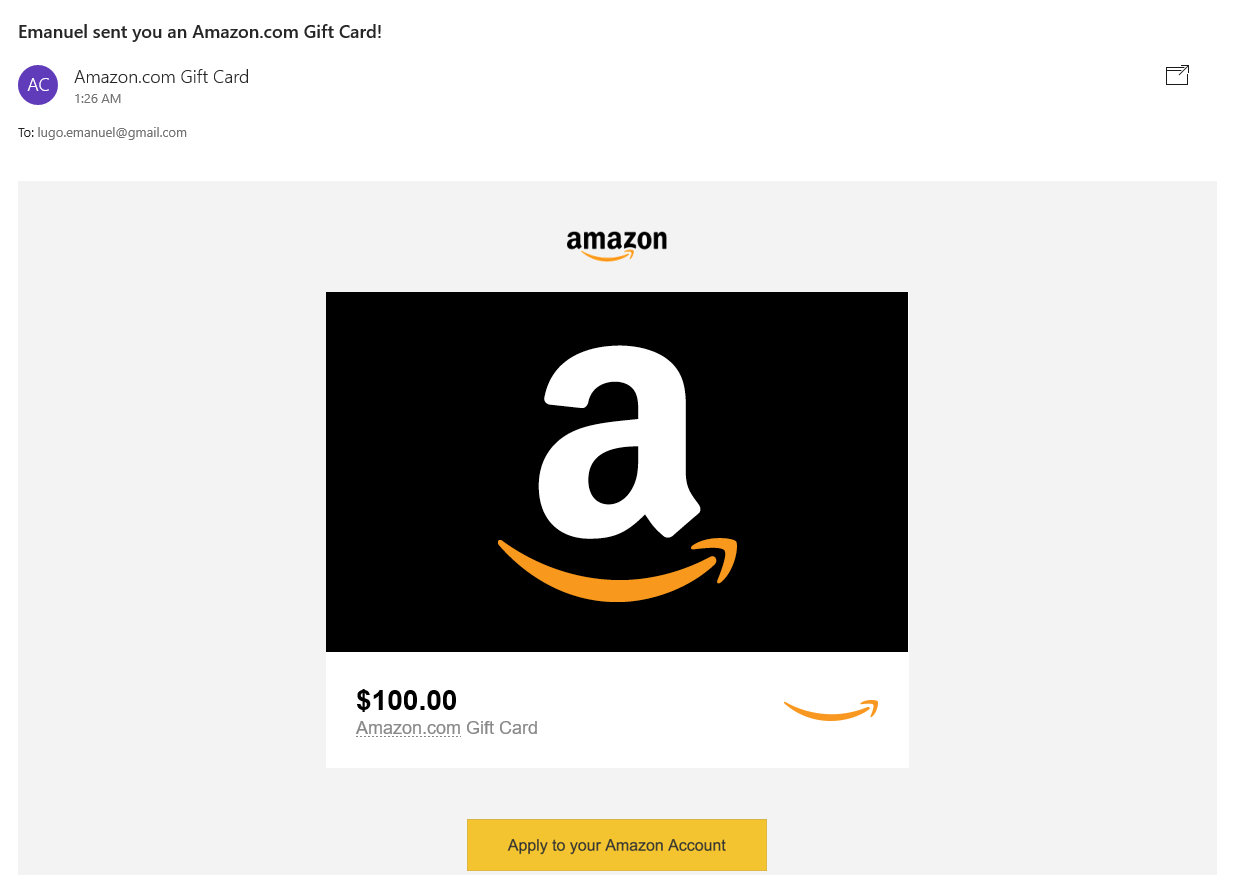 Emanuel sent you an Amazon.com Gift Card!
AC
Amazon.com Gift Card
1:26 AM
To: lugo.emanuel@gmail.com
amazon
a
$100.00
Amazon.com Gift Card
Apply to your Amazon Account